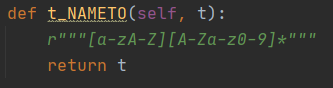 def t_NAMETO(self, t):
    r"""[a-zA-Z][A-Za-z0-9]*"""
    return t